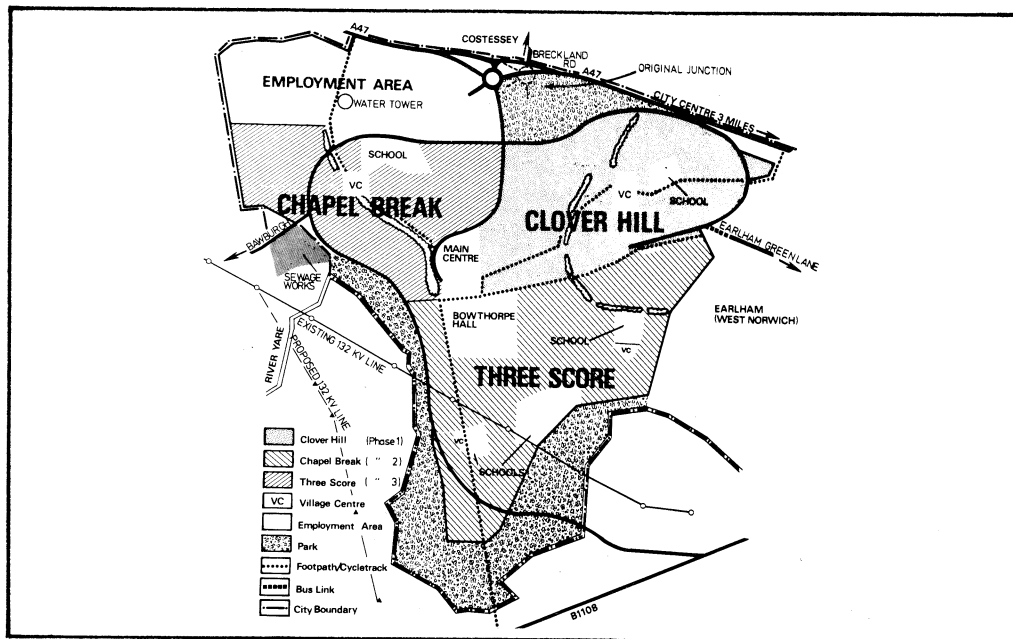 A47
COSTESSEY
BRECKLAND
RD
A47
ORIGINAL JUNCTION
EMPLOYMENT AREA
WATER TOWER
CITY CENTRE 3 MILES
SCHOOL
VC
CHAPEL BREAK
VC
SCHOOL
CLOVER HILL
BAWBURGH
MAIN
CENTRE
EARLHAM GREEN LANE
SEWAGE
WORKS
RIVER YARE
EXISTING 132 KV LINE
PROPOSED 132 KV LINE
BOWTHORPE
HALL
SCHOOL
VC
EARLHAM
(WEST NORWICH)
THREE SCORE
VC
SCHOOLS
Clover Hill (Phase 1)
Chapel Break ( " 2)
Three Score ( " 3)
VC Village Centre
Employment Area
Park
Footpath/Cycletrack
Bus Link
City Boundary
B1108